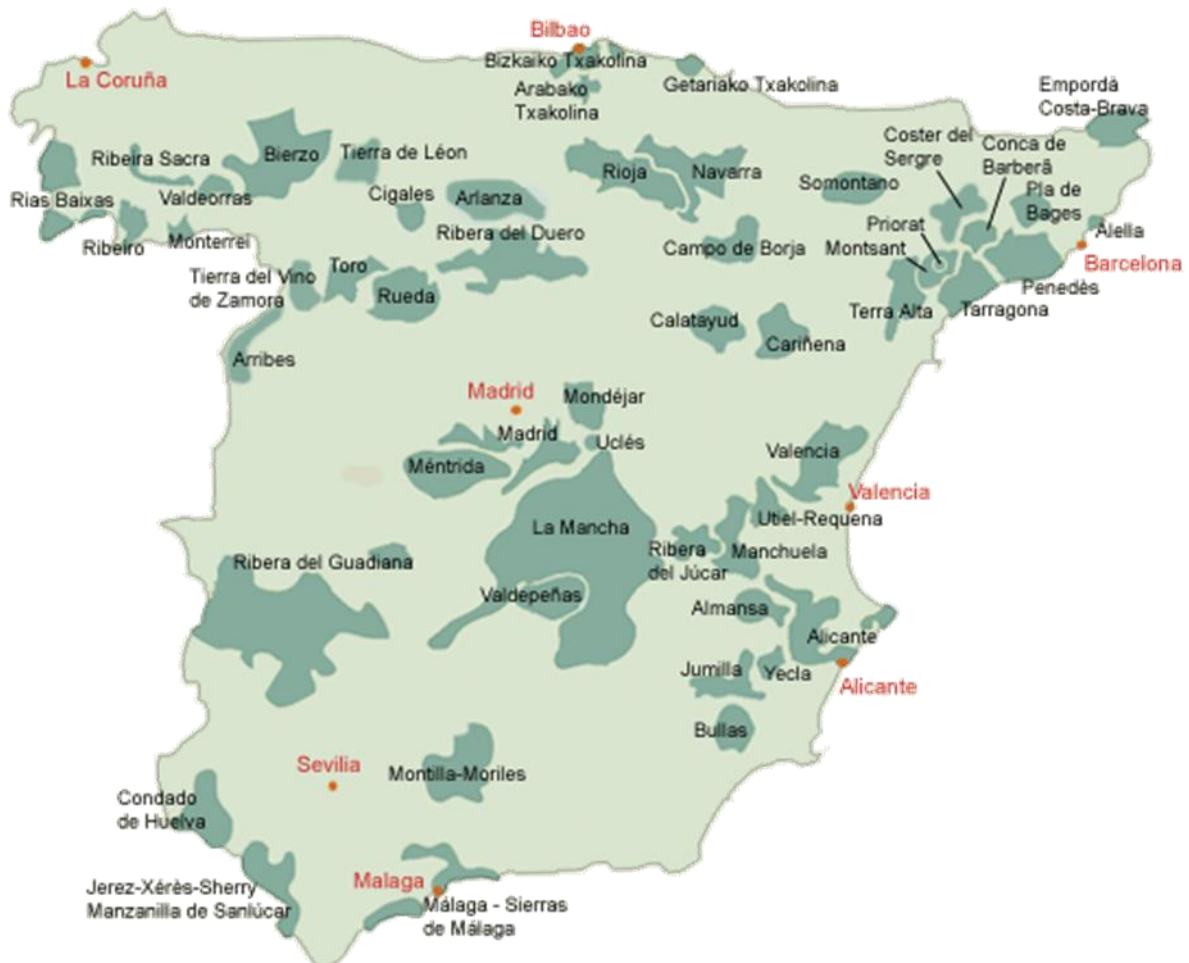 Bilbao
La Coruña
Bizkaiko Txakolina
Getariako Txakolina
Arabako
Txakolina
Empordà
Costa-Brava
Coster del
Sergre
Conca de
Barberâ
Ribeira Sacra
Bierzo
Tierra de Léon
Rioja
Navarra
Somontano
Pla de
Bages
Rias Baixas
Valdeorras
Cigales
Arlanza
Priorat
Alella
Ribeiro
Monterrei
Ribera del Duero
Campo de Borja
Montsant
Barcelona
Tierra del Vino
de Zamora
Toro
Rueda
Penedès
Calatayud
Cariñena
Terra Alta
Tarragona
Arribes
Madrid
Mondéjar
Madrid
Uclés
Méntrida
Valencia
Valencia
La Mancha
Utiel-Requena
Ribera
del Júcar
Manchuela
Ribera del Guadiana
Valdepeñas
Almansa
Alicante
Jumilla
Yecla
Alicante
Bullas
Sevilia
Montilla-Moriles
Condado
de Huelva
Malaga
Jerez-Xérès-Sherry
Manzanilla de Sanlúcar
Málaga - Sierras
de Málaga